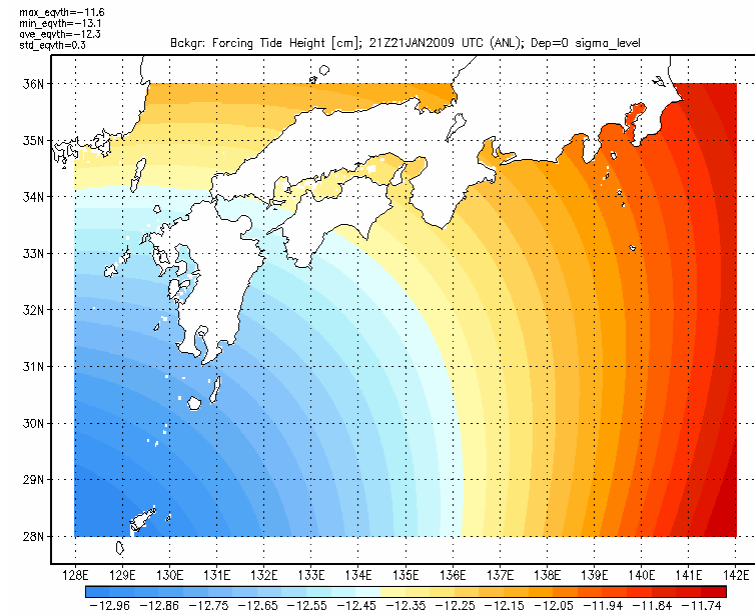 max_eqvth=-11.6
min_eqvth=-13.1
ave_eqvth=-12.3
std_eqvth=0.3
Bckgr: Forcing Tide Height [cm]; 21Z21JAN2009 UTC (ANL); Dep=0 sigma_level
36N
35N
34N
33N
32N
31N
30N
29N
28N
128E 129E 130E 131E 132E 133E 134E 135E 136E 137E 138E 139E 140E 141E 142E
-12.96 -12.86 -12.75 -12.65 -12.55 -12.45 -12.35 -12.25 -12.15 -12.05 -11.94 -11.84 -11.74